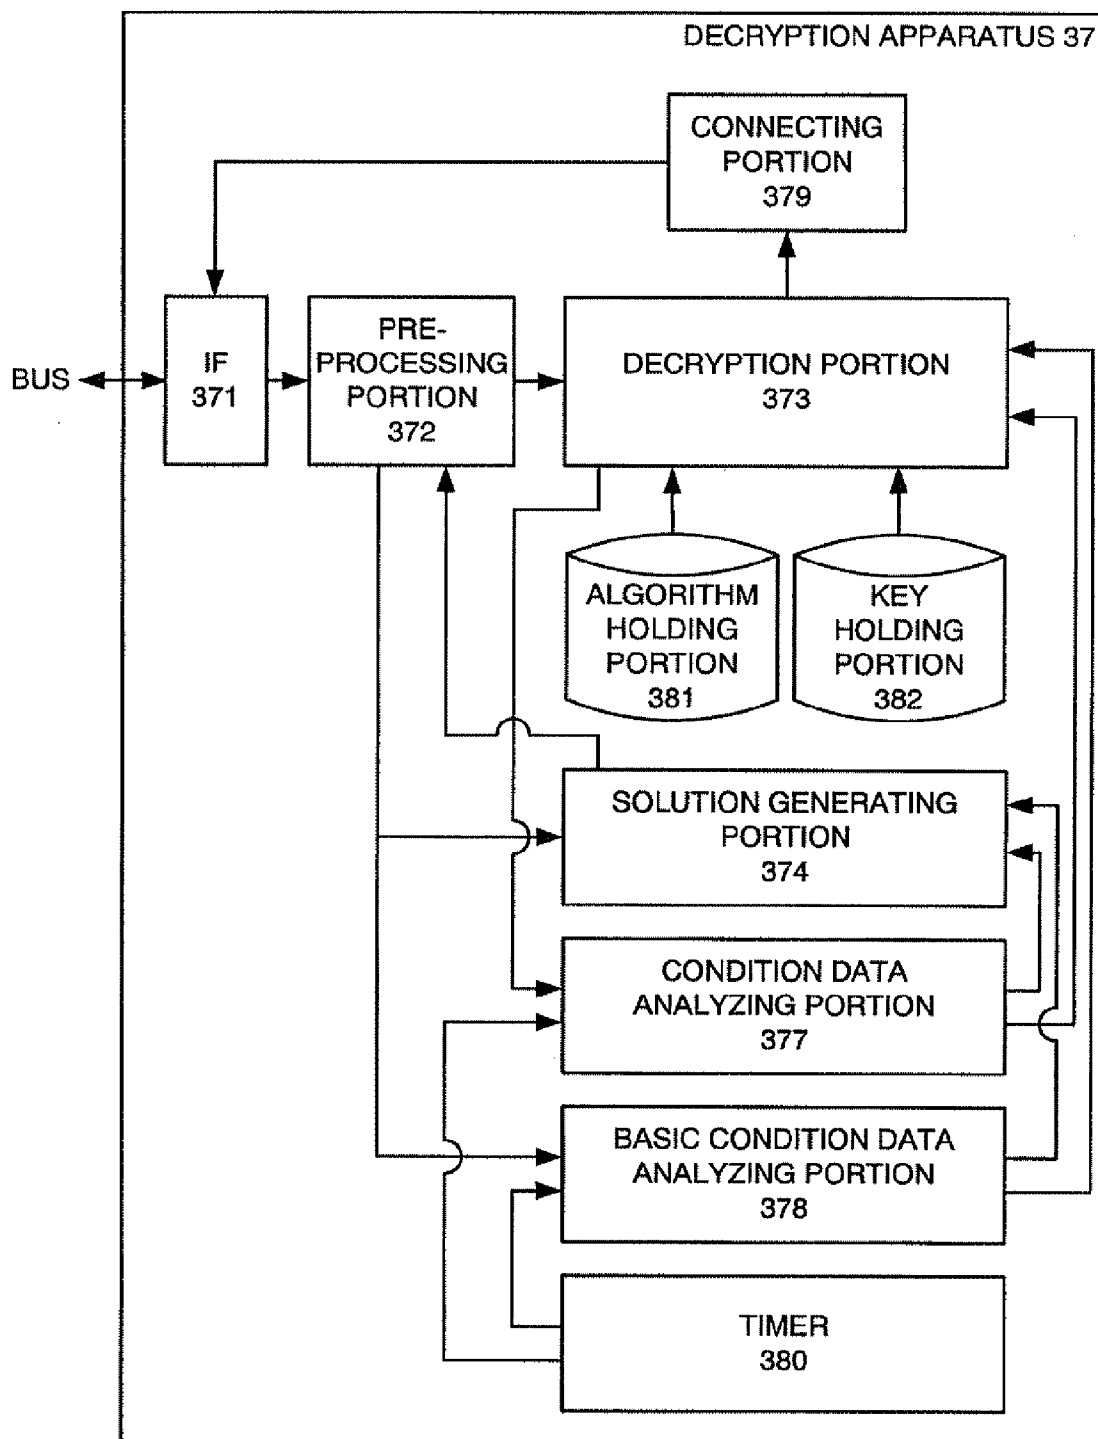 DECRYPTION APPARATUS 37
CONNECTING
PORTION
379
BUS
IF
371
PRE-
PROCESSING
PORTION
372
DECRYPTION PORTION
373
ALGORITHM
HOLDING
PORTION
381
KEY
HOLDING
PORTION
382
SOLUTION GENERATING
PORTION
374
CONDITION DATA
ANALYZING PORTION
377
BASIC CONDITION DATA
ANALYZING PORTION
378
TIMER
380